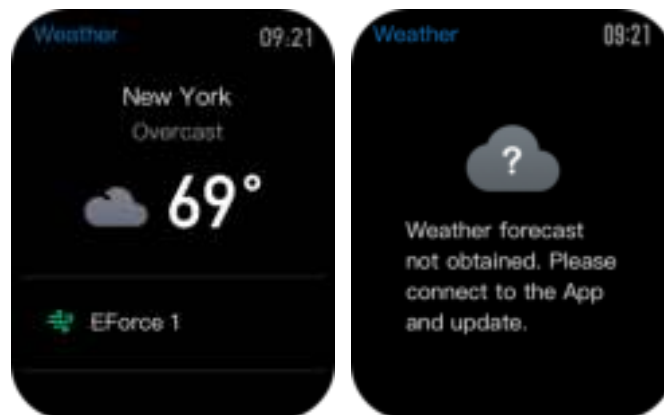 Weather 09:21
New York
Overcast
69°
EForce 1
Weather 09:21
?
Weather forecast
not obtained. Please
connect to the App
and update.